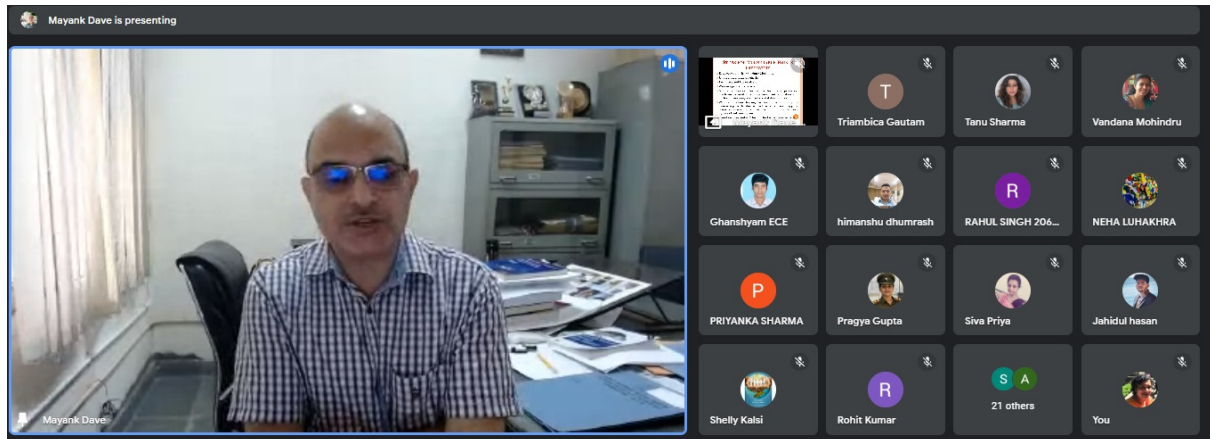 Mayank Dave is presenting
Mayank Dave
T
Triambica Gautam
Tanu Sharma
Vandana Mohindru
Ghanshyam ECE
himanshu dhumrash
R
RAHUL SINGH 206...
NEHA LUHAKHRA
P
PRIYANKA SHARMA
Pragya Gupta
Siva Priya
Jahidul hasan
Shelly Kalsi
R
Rohit Kumar
S A
21 others
You